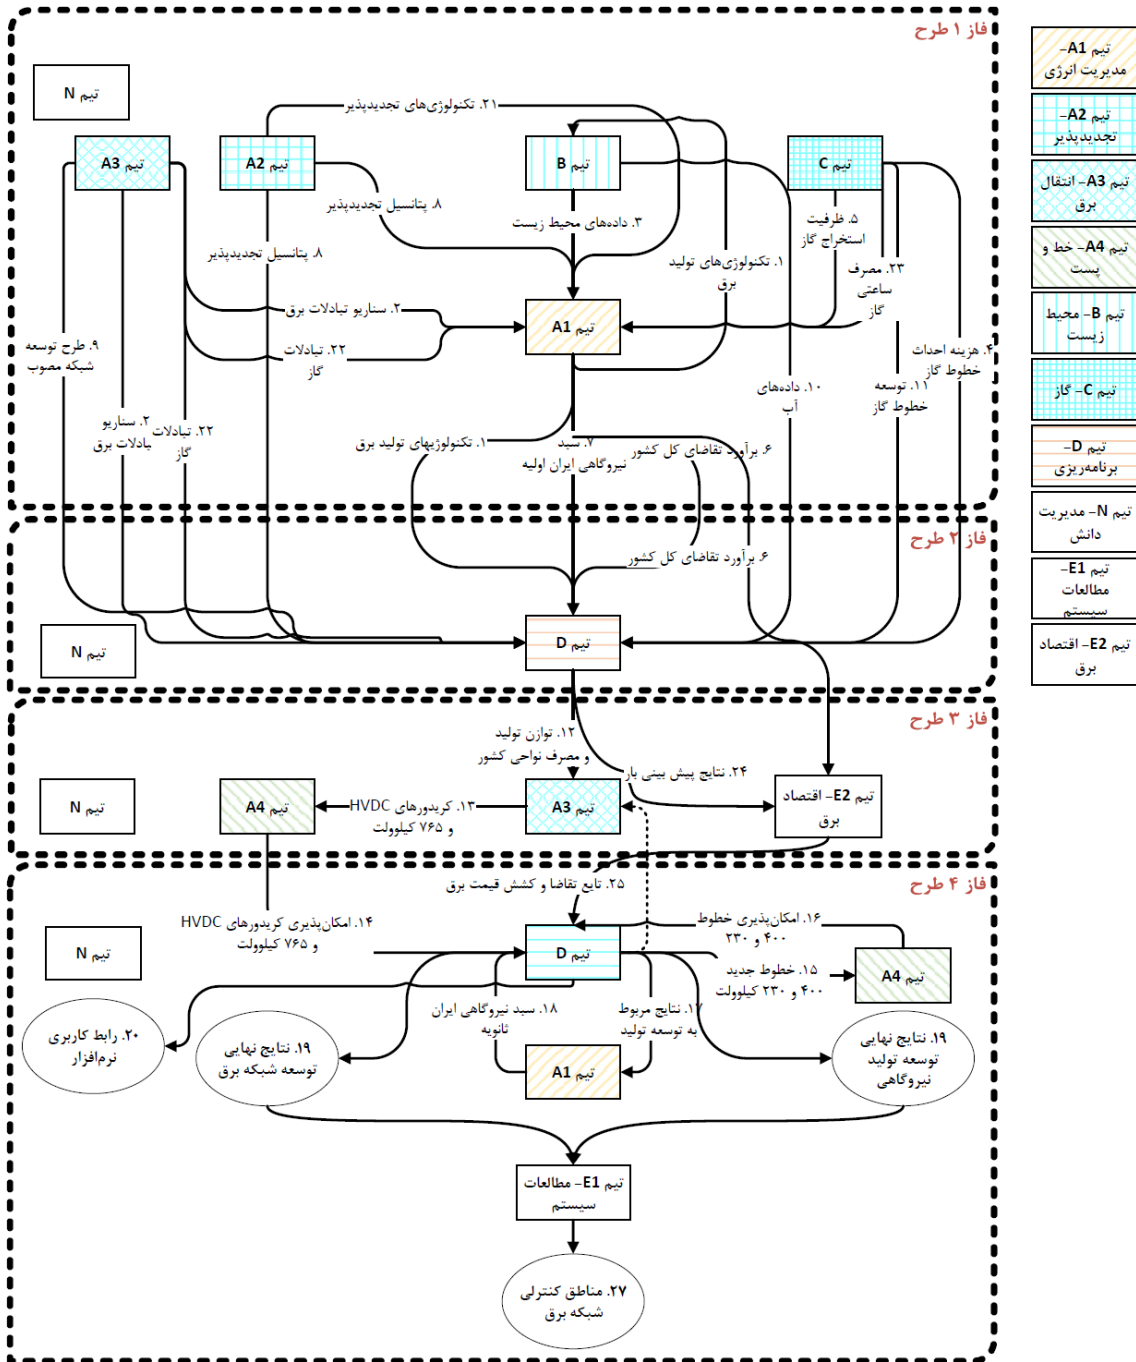 فاز ۱ طرح
تیم N
تیم A3
تیم A2
تیم B
تیم C
۲۱. تکنولوژی‌های تجدیدپذیر
۸. پتانسیل تجدیدپذیر
۳. داده‌های محیط زیست
۵. ظرفیت
استخراج گاز
۸. پتانسیل تجدیدپذیر
۱. تکنولوژی‌های تولید
برق
۲۳. مصرف
ساعتی
گاز
۲. سناریو تبادلات برق
تیم A1
۹. طرح توسعه
شبکه مصوب
۲۲. تبادلات
گاز
۴. هزینه احداث
خطوط گاز
۱۰. داده‌های
آب
۱۱. توسعه
خطوط گاز
۲. سناریو
تبادلات برق
۲۲. تبادلات
گاز
۱. تکنولوژیهای تولید برق
۷. سبد
نیروگاهی ایران اولیه
۶. برآورد تقاضای کل کشور
فاز ۲ طرح
۶. برآورد تقاضای کل کشور
تیم N
تیم D
فاز ۳ طرح
۱۲. توازن تولید
و مصرف نواحی کشور
۲۴. نتایج پیش بینی بار
تیم N
تیم A4
۱۳. کریدورهای HVDC
و ۷۶۵ کیلوولت
تیم A3
تیم E2- اقتصاد
برق
فاز ۴ طرح
۲۵. تابع تقاضا و کشش قیمت برق
تیم N
۱۴. امکان‌پذیری کریدورهای HVDC
و ۷۶۵ کیلوولت
تیم D
۱۶. امکان‌پذیری خطوط
۴۰۰ و ۲۳۰
۱۵. خطوط جدید
۴۰۰ و ۲۳۰ کیلوولت
تیم A4
۱۸. سبد نیروگاهی ایران
ثانویه
۱۷. نتایج مربوط
به توسعه تولید
۲۰. رابط کاربری
نرم‌افزار
۱۹. نتایج نهایی
توسعه شبکه برق
تیم A1
۱۹. نتایج نهایی
توسعه تولید
نیروگاهی
تیم E1- مطالعات
سیستم
۲۷. مناطق کنترلی
شبکه برق
تیم A1-
مدیریت انرژی
تیم A2-
تجدیدپذیر
تیم A3- انتقال
برق
تیم A4- خط و
پست
تیم B- محیط
زیست
تیم C- گاز
تیم D-
برنامه‌ریزی
تیم N- مدیریت
دانش
تیم E1-
مطالعات
سیستم
تیم E2- اقتصاد
برق